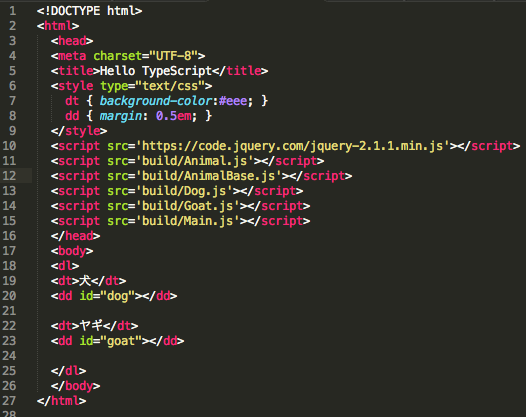 1 <!DOCTYPE html>
2 <html>
3 <head>
4 <meta charset="UTF-8">
5 <title>Hello TypeScript</title>
6 <style type="text/css">
7 dt { background-color:#eee; }
8 dd { margin: 0.5em; }
9 </style>
10 <script src='https://code.jquery.com/jquery-2.1.1.min.js'></script>
11 <script src='build/Animal.js'></script>
12 <script src='build/AnimalBase.js'></script>
13 <script src='build/Dog.js'></script>
14 <script src='build/Goat.js'></script>
15 <script src='build/Main.js'></script>
16 </head>
17 <body>
18 <dl>
19 <dt>犬</dt>
20 <dd id="dog"></dd>
21
22 <dt>ヤギ</dt>
23 <dd id="goat"></dd>
24
25 </dl>
26 </body>
27 </html>
28